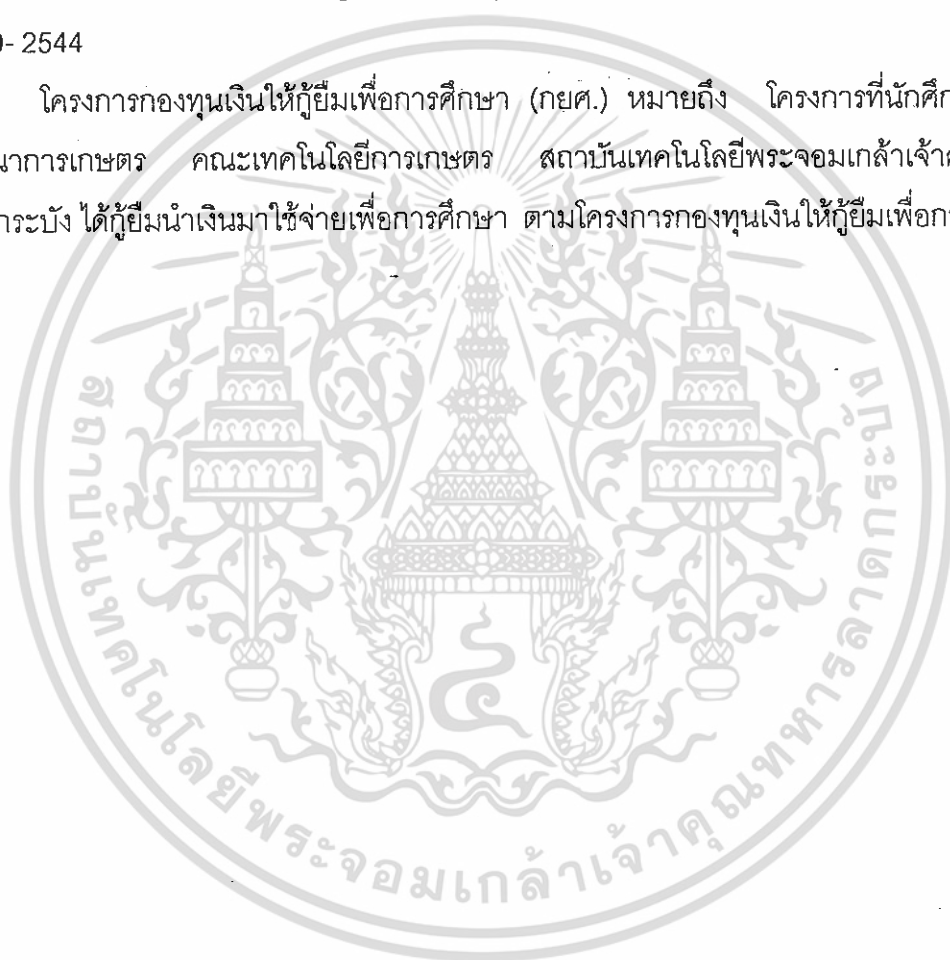 - 2544
โครงการกองทุนเงินให้กู้ยืมเพื่อการศึกษา (กยศ.) หมายถึง โครงการที่นักศึก
นาการเกษตร คณะเทคโนโลยีการเกษตร สถาบันเทคโนโลยีพระจอมเกล้าเจ้า
กระบัง ได้กู้ยืมนำเงินมาใช้จ่ายเพื่อการศึกษา ตามโครงการกองทุนเงินให้กู้ยืมเพื่อกา
สถาบันเทคโนโลยีพระจอมเกล้าเจ้าคุณทหารลาดกระบัง